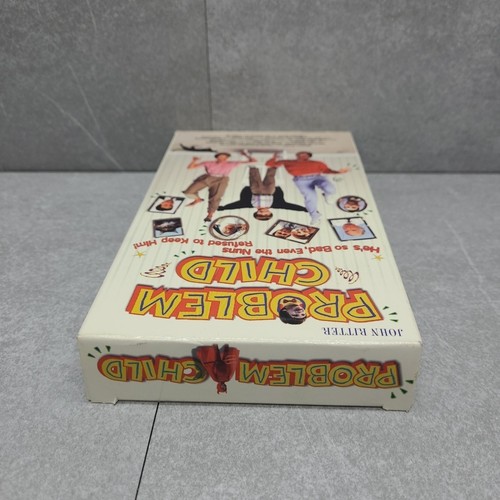 JOHN RITTER
PROBLEM
CHILD
He's so Bad, Even the Nuns
Refused to Keep Him!
PROBLEM CHILD